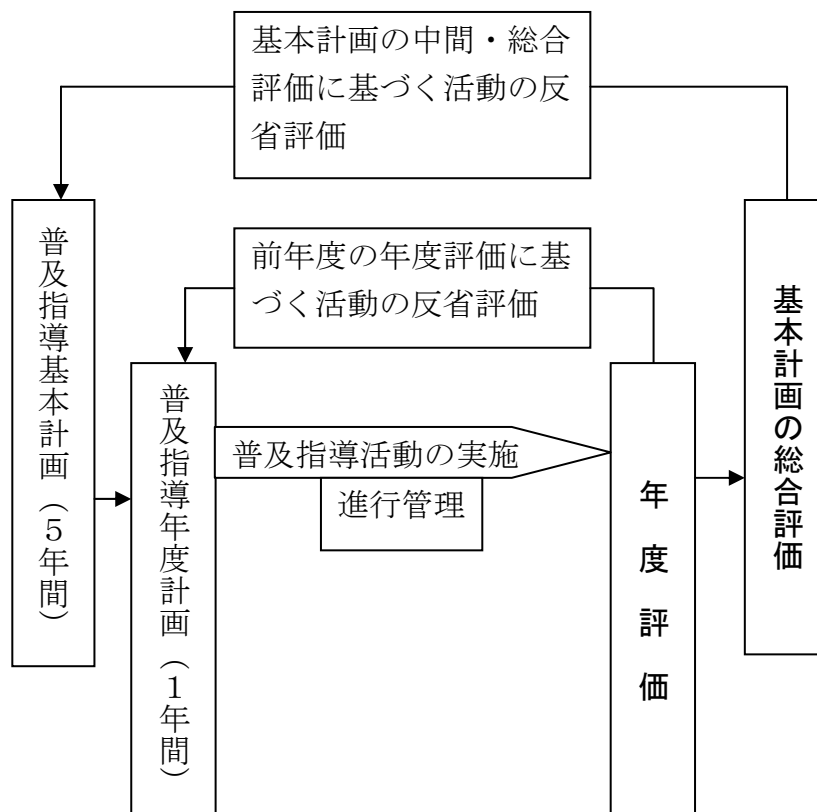 基本計画の中間・総合
評価に基づく活動の反
省評価
前年度の年度評価に基
づく活動の反省評価
普及指導基本計画（５年間）
普及指導年度計画（１年間）
普及指導活動の実施
進行管理
年度評価
基本計画の総合評価